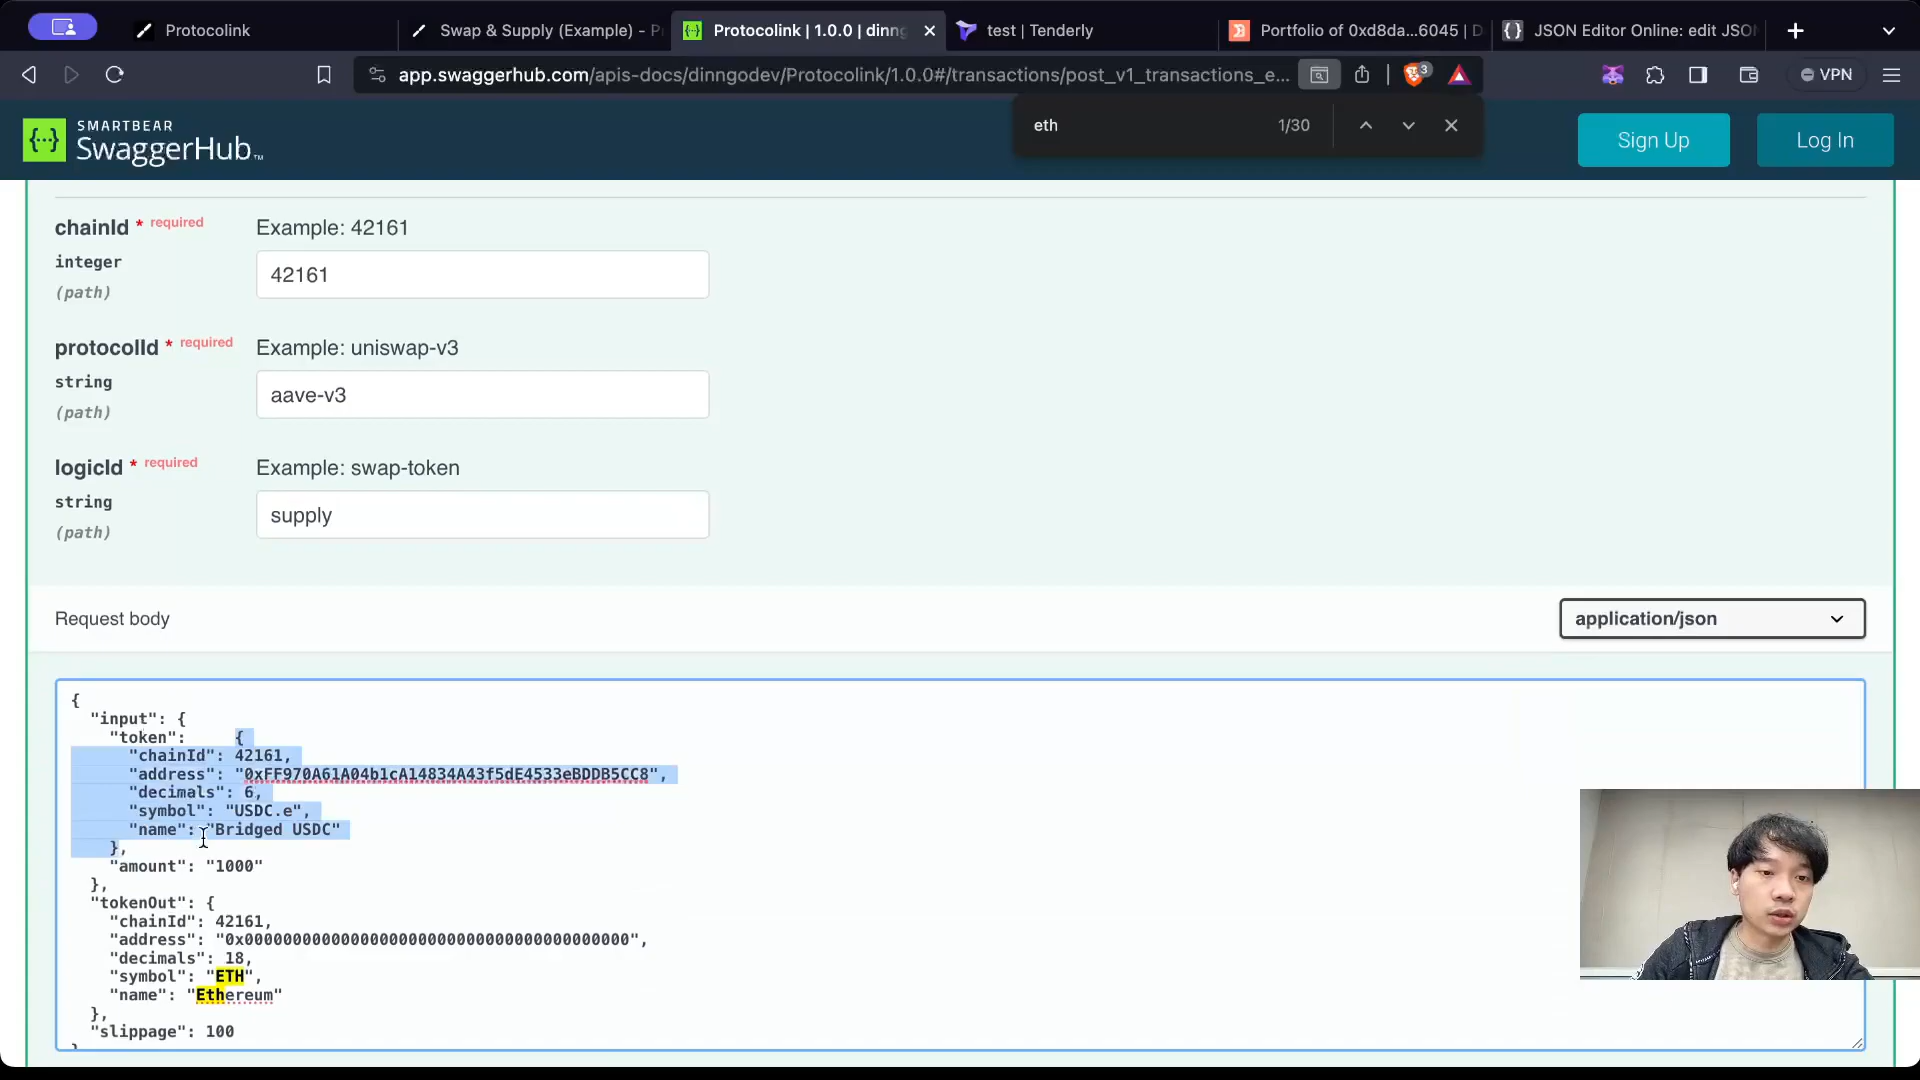 Protocolink
Swap & Supply (Example) - P
Protocolink | 1.0.0 | dinng
test | Tenderly
Portfolio of 0xd8da...6045 | D
JSON Editor Online: edit JSO
app.swaggerhub.com/apis-docs/dinngodev/Protocolink/1.0.0#/transactions/post_v1_transactions_e...
3
VPN
eth
1/30
SMARTBEAR
SwaggerHub™
Sign Up
Log In
chainId * required
Example: 42161
integer
42161
(path)
protocolId * required
Example: uniswap-v3
string
aave-v3
(path)
logicId * required
Example: swap-token
string
supply
(path)
Request body
application/json
{
"input": {
"token": {
"chainId": 42161,
"address": "0xFF970A61A04b1cA14834A43f5dE4533eBDDB5CC8",
"decimals": 6,
"symbol": "USDC.e",
"name": "Bridged USDC"
},
"amount": "1000"
},
"tokenOut": {
"chainId": 42161,
"address": "0x0000000000000000000000000000000000000000",
"decimals": 18,
"symbol": "ETH",
"name": "Ethereum"
},
"slippage": 100